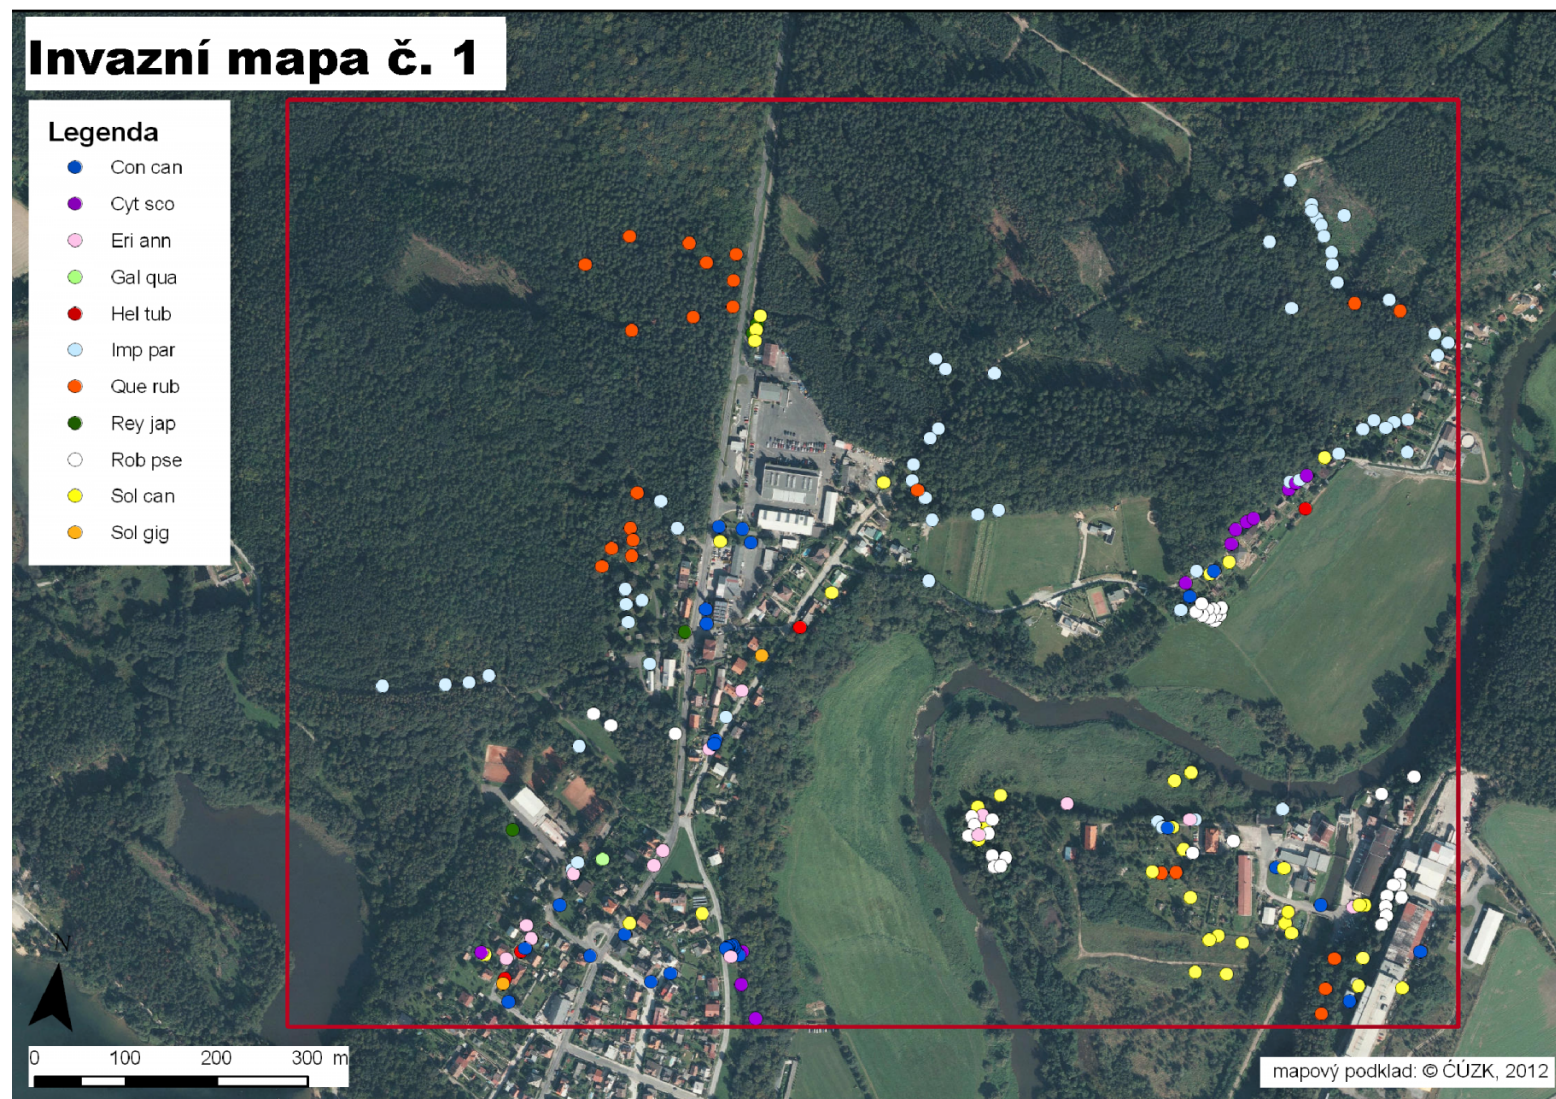 Invazní mapa č. 1
Legenda
Con can
Cyt sco
Eri ann
Gal qua
Hel tub
Imp par
Que rub
Rey jap
Rob pse
Sol can
Sol gig
N
0 100 200 300 m
mapový podklad: © ČÚZK, 2012